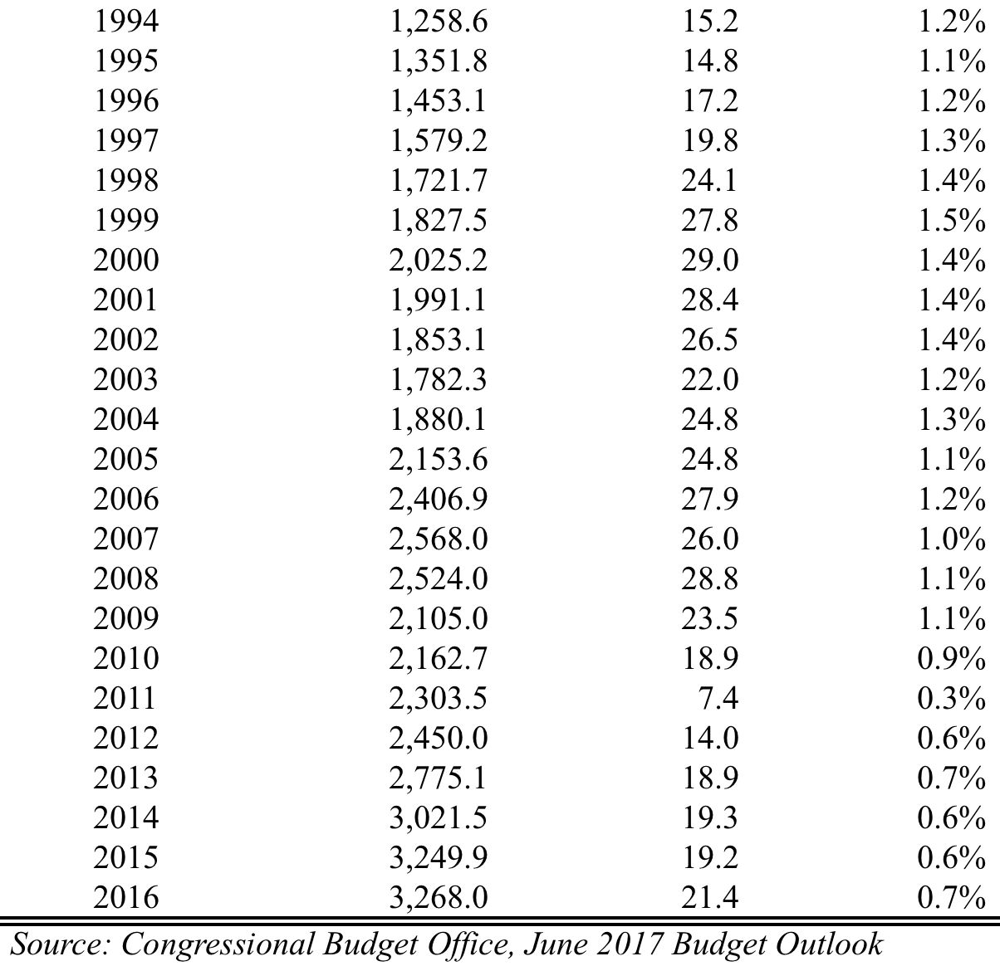 1994 1,258.6 15.2 1.2%
1995 1,351.8 14.8 1.1%
1996 1,453.1 17.2 1.2%
1997 1,579.2 19.8 1.3%
1998 1,721.7 24.1 1.4%
1999 1,827.5 27.8 1.5%
2000 2,025.2 29.0 1.4%
2001 1,991.1 28.4 1.4%
2002 1,853.1 26.5 1.4%
2003 1,782.3 22.0 1.2%
2004 1,880.1 24.8 1.3%
2005 2,153.6 24.8 1.1%
2006 2,406.9 27.9 1.2%
2007 2,568.0 26.0 1.0%
2008 2,524.0 28.8 1.1%
2009 2,105.0 23.5 1.1%
2010 2,162.7 18.9 0.9%
2011 2,303.5 7.4 0.3%
2012 2,450.0 14.0 0.6%
2013 2,775.1 18.9 0.7%
2014 3,021.5 19.3 0.6%
2015 3,249.9 19.2 0.6%
2016 3,268.0 21.4 0.7%
Source: Congressional Budget Office, June 2017 Budget Outlook